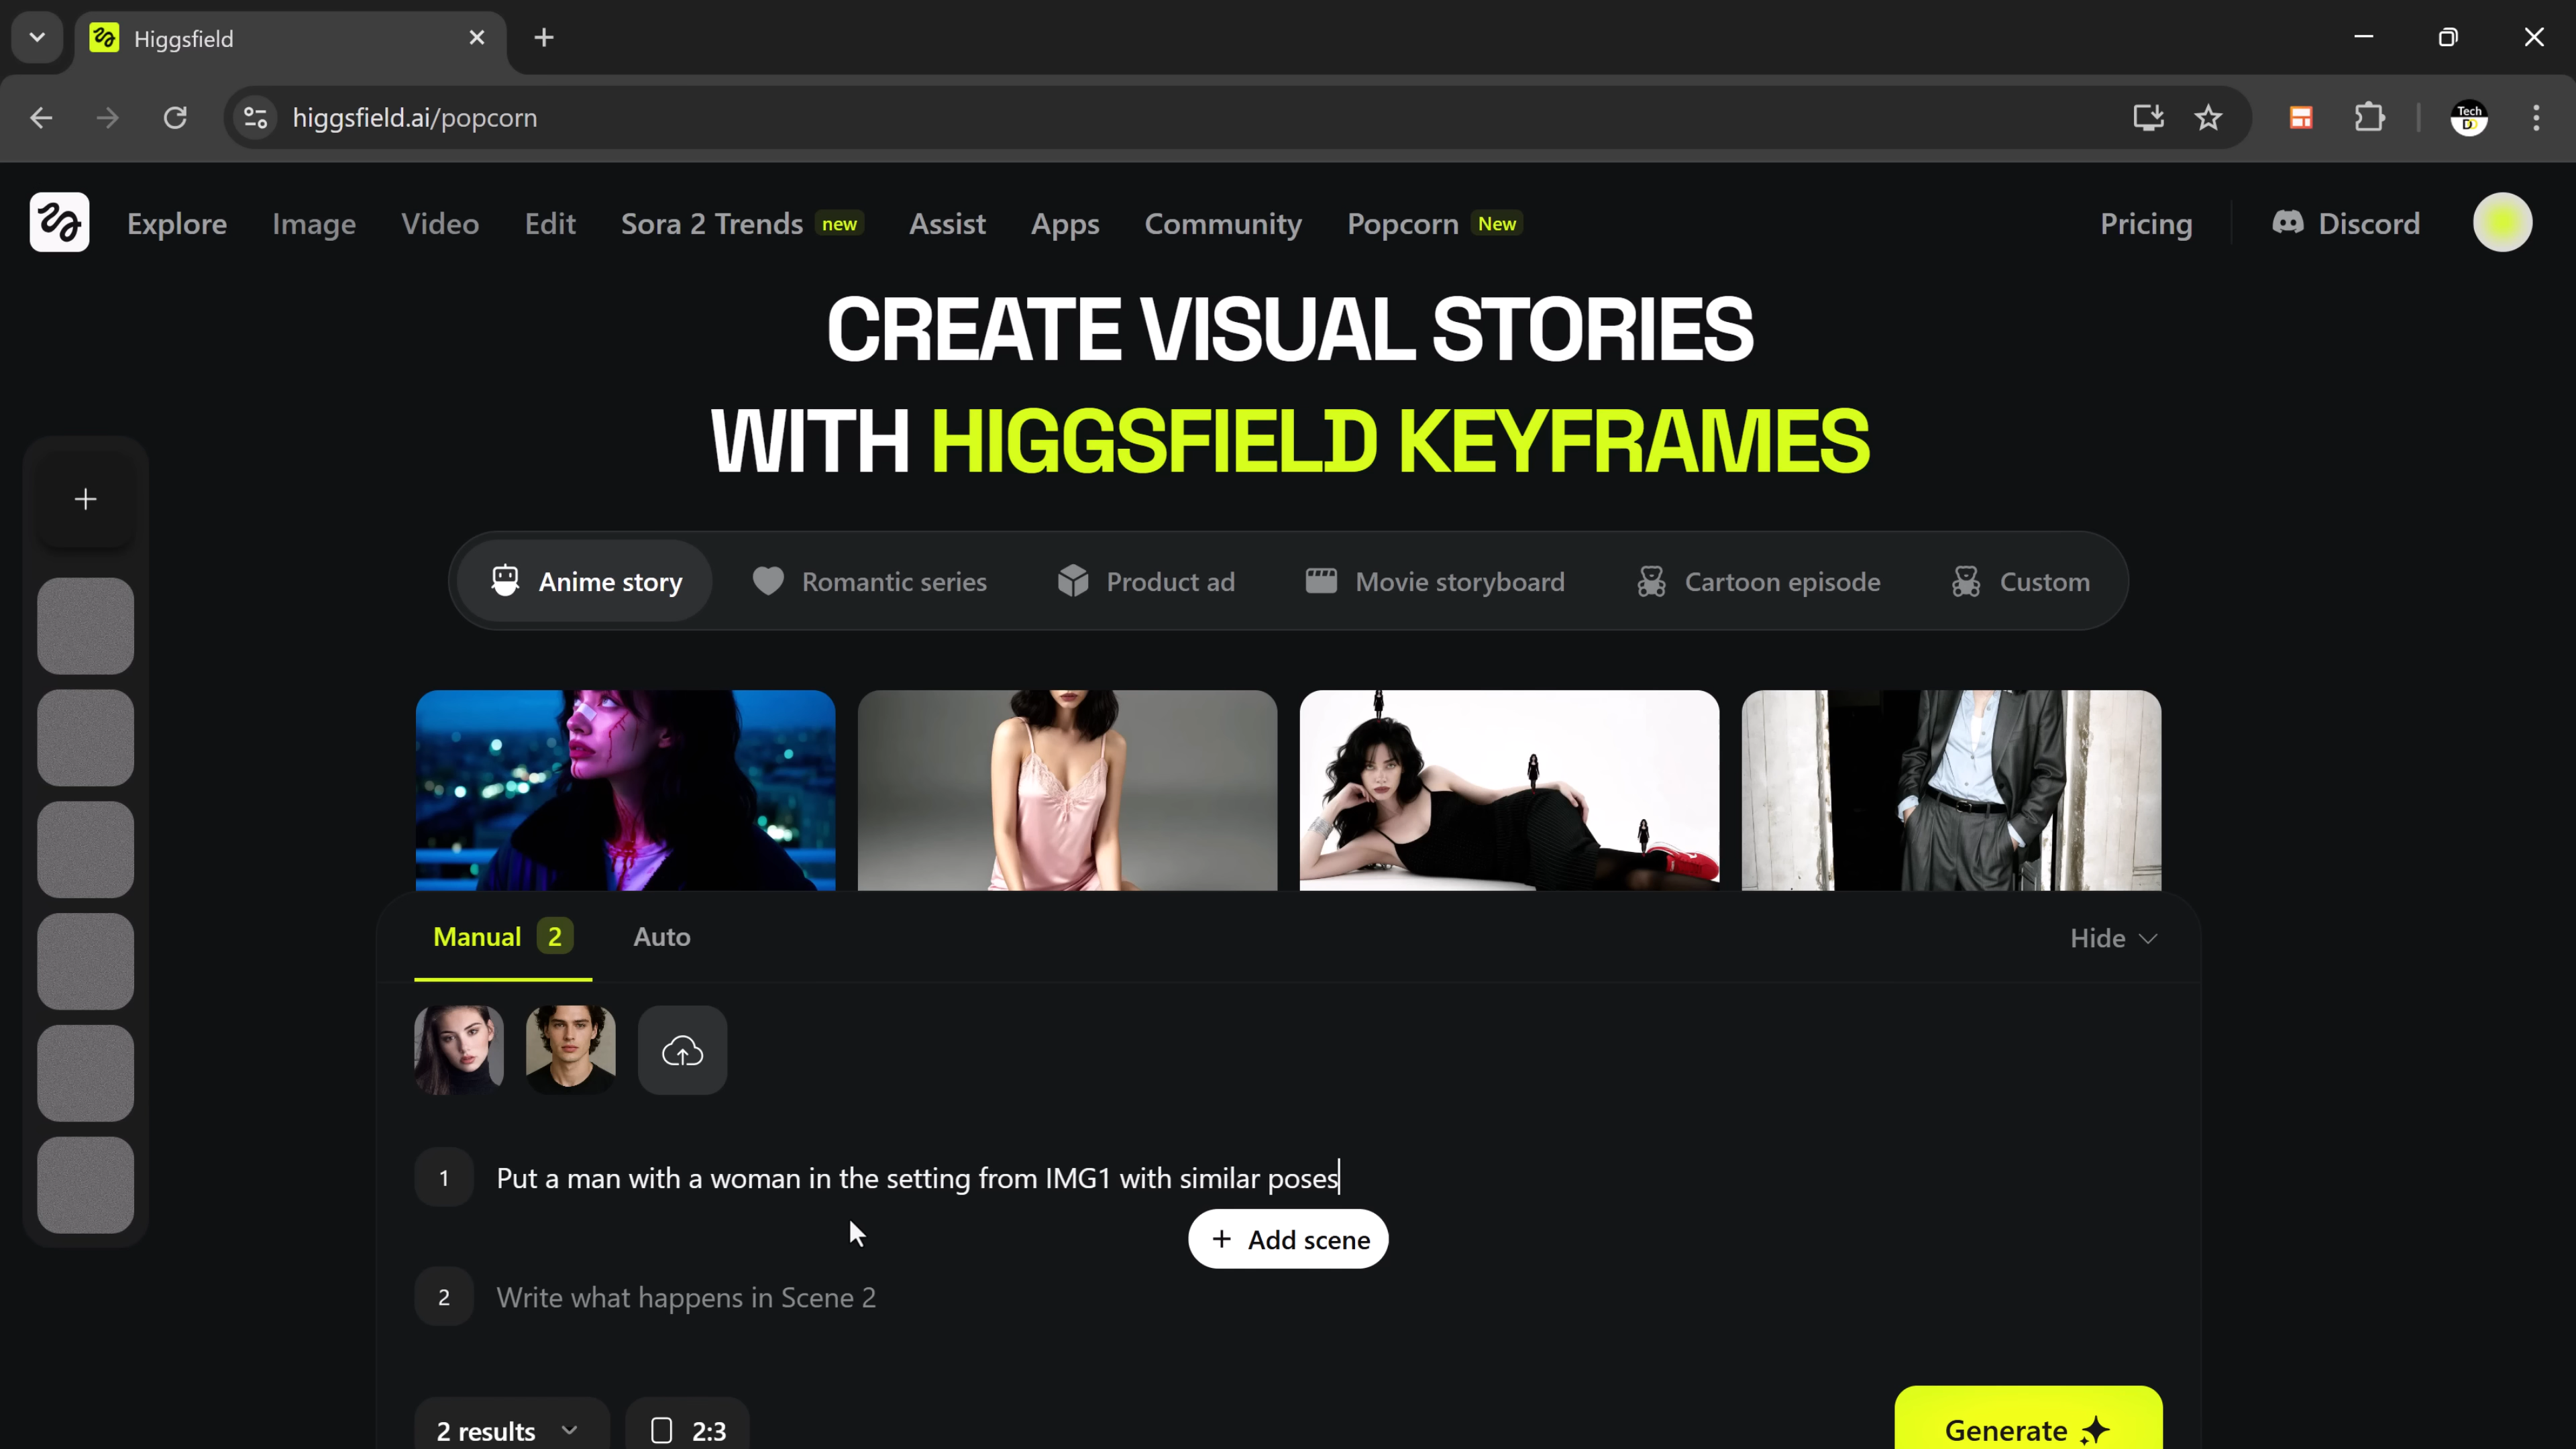 Higgsfield
higgsfield.ai/popcorn
Tech
D
Explore
Image
Video
Edit
Sora 2 Trends new
Assist
Apps
Community
Popcorn New
Pricing
Discord
CREATE VISUAL STORIES
WITH HIGGSFIELD KEYFRAMES
Anime story
Romantic series
Product ad
Movie storyboard
Cartoon episode
Custom
Manual 2
Auto
Hide
1 Put a man with a woman in the setting from IMG1 with similar poses
+ Add scene
2 Write what happens in Scene 2
2 results
2:3
Generate